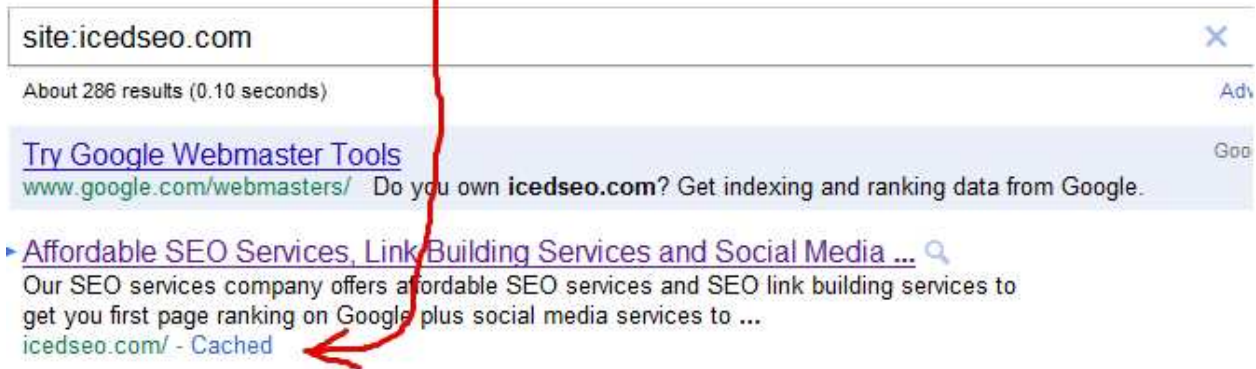 site:icedseo.com
About 286 results (0.10 seconds)
Adv
Try Google Webmaster Tools
Goo
www.google.com/webmasters/ Do you own icedseo.com? Get indexing and ranking data from Google.
Affordable SEO Services, Link Building Services and Social Media ...
Our SEO services company offers affordable SEO services and SEO link building services to
get you first page ranking on Google plus social media services to ...
icedseo.com/ - Cached